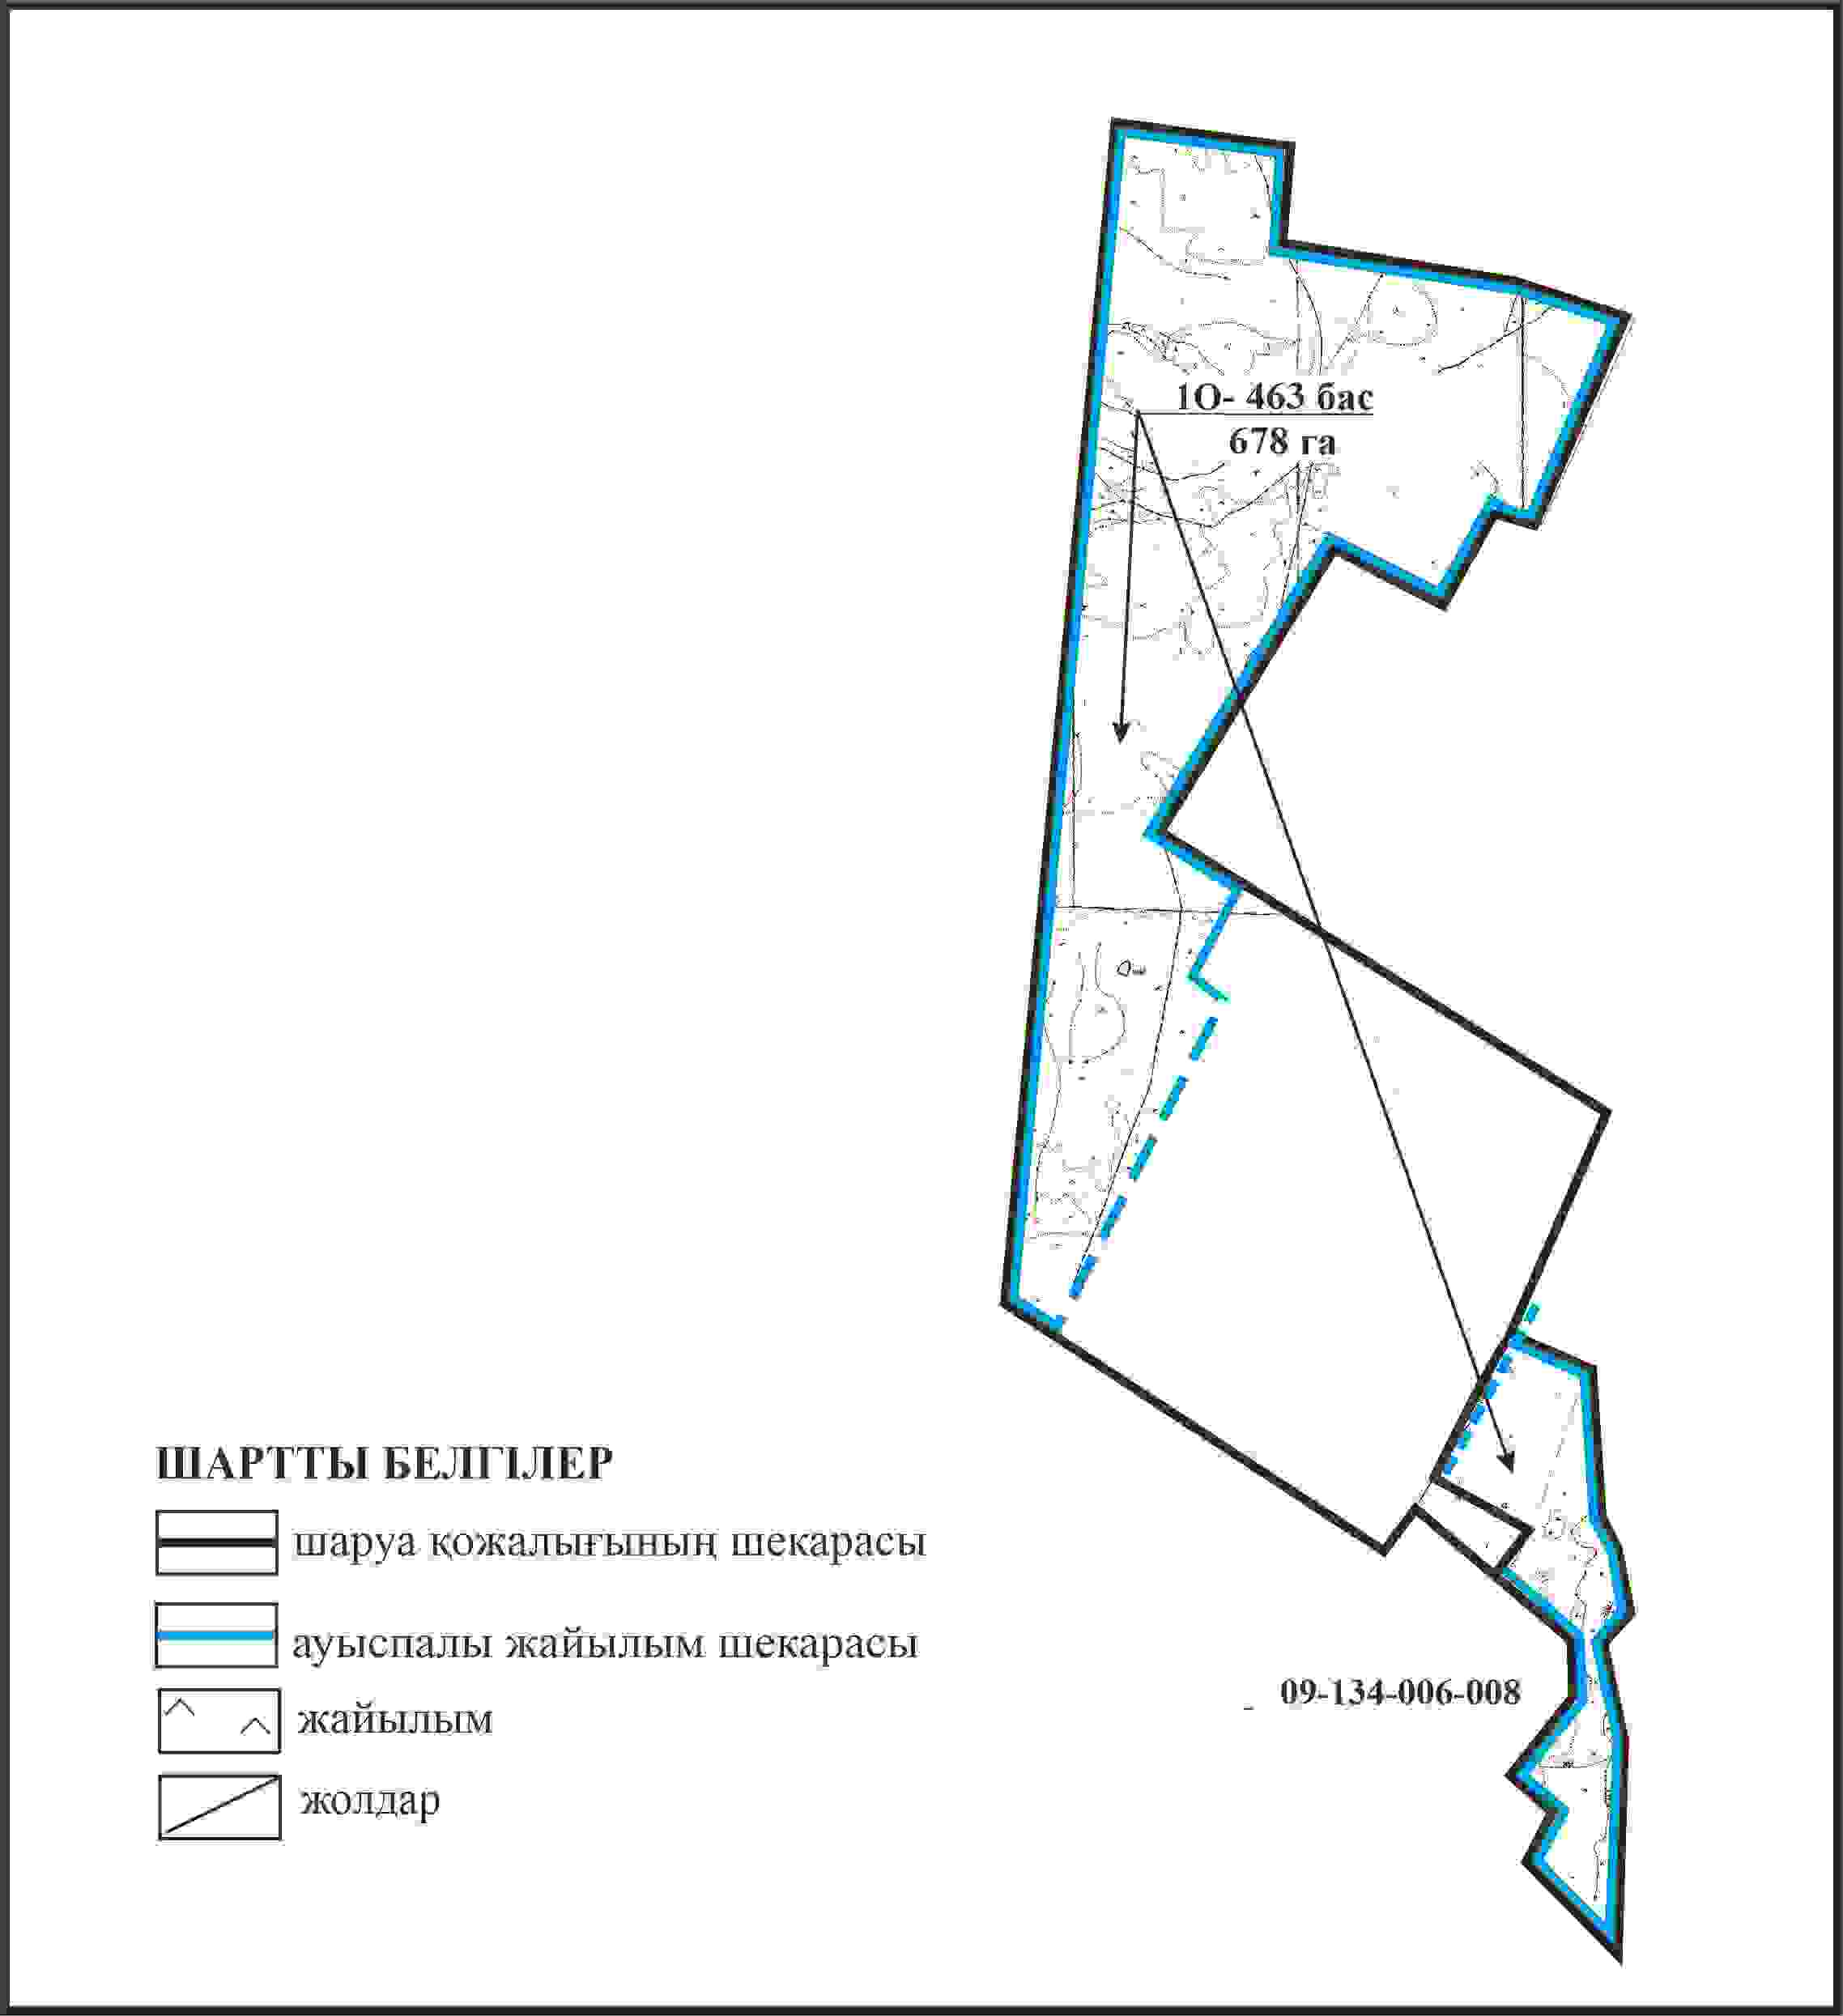 1О- 463 бас
678 га
ШАРТТЫ БЕЛГІЛЕР
шаруа қожалығының шекарасы
ауыспалы жайылым шекарасы
09-134-006-008
жайылым
жолдар